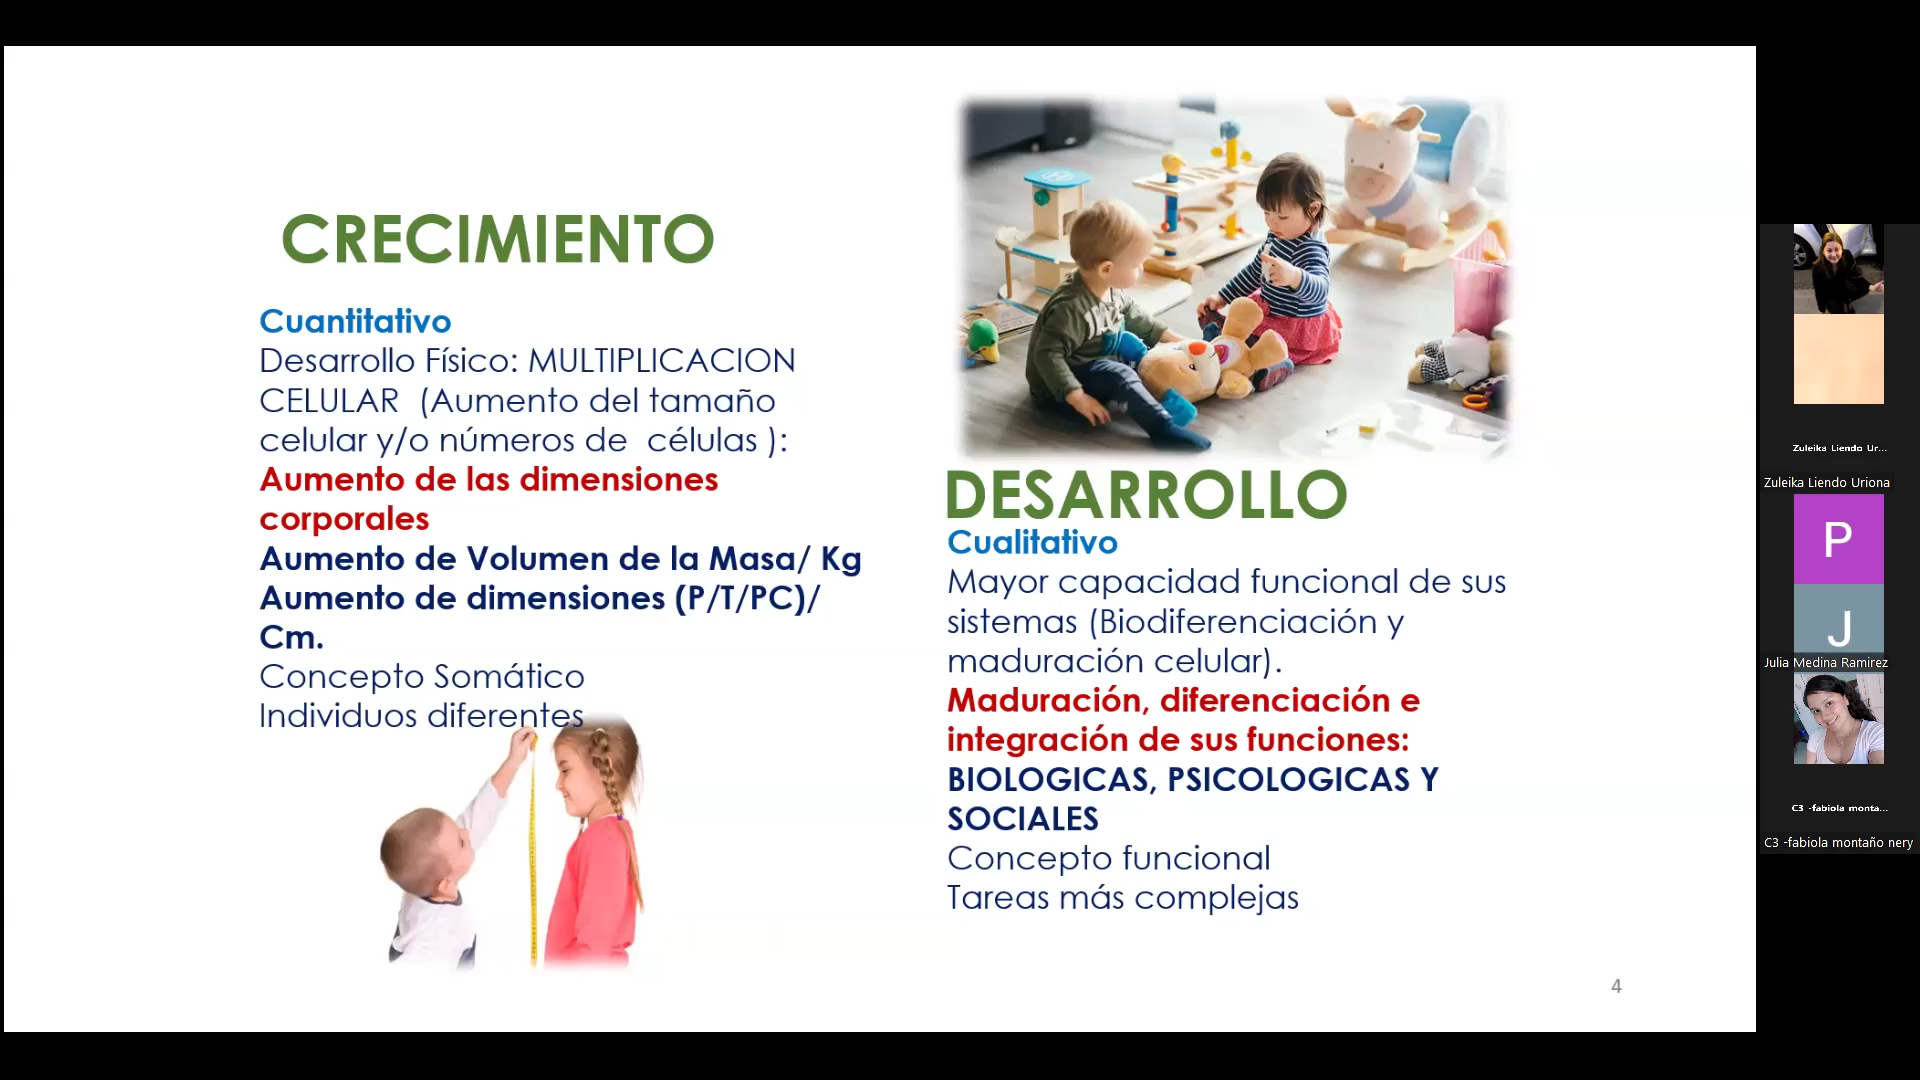 CRECIMIENTO
Cuantitativo
Desarrollo Físico: MULTIPLICACION
CELULAR (Aumento del tamaño
celular y/o números de células ):
Aumento de las dimensiones
corporales
Aumento de Volumen de la Masa/ Kg
Aumento de dimensiones (P/T/PC)/
Cm.
Concepto Somático
Individuos diferentes
DESARROLLO
Cualitativo
Mayor capacidad funcional de sus
sistemas (Biodiferenciación y
maduración celular).
Maduración, diferenciación e
integración de sus funciones:
BIOLOGICAS, PSICOLOGICAS Y
SOCIALES
Concepto funcional
Tareas más complejas
4
Zuleika Liendo Ur...
Zuleika Liendo Uriona
P
J
Julia Medina Ramirez
C3 -fabiola monta...
C3 -fabiola montaño nery